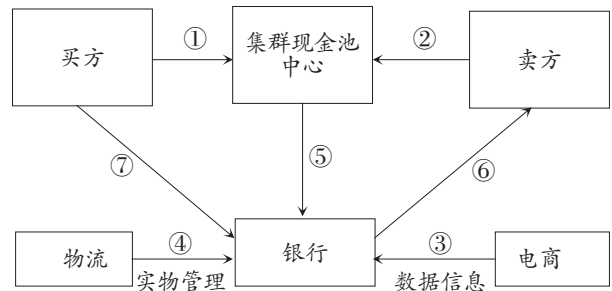 买方
①
集群现金池
中心
②
卖方
⑦
⑤
⑥
物流
④
实物管理
银行
③
数据信息
电商